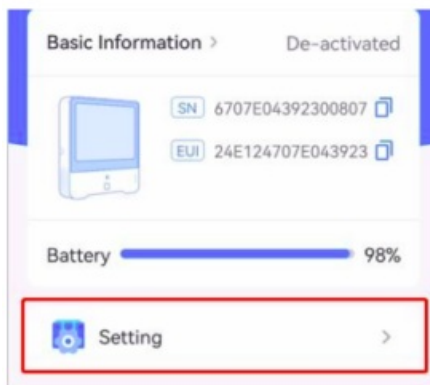 Basic Information > De-activated
SN 6707E04392300807
EUI 24E124707E043923
Battery 98%
Setting >